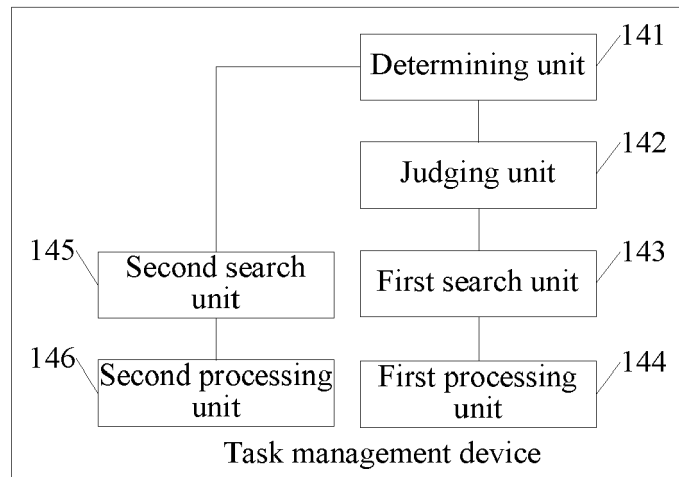 141
Determining unit
142
Judging unit
145
Second search
unit
143
First search unit
146
Second processing
unit
First processing
unit
144
Task management device